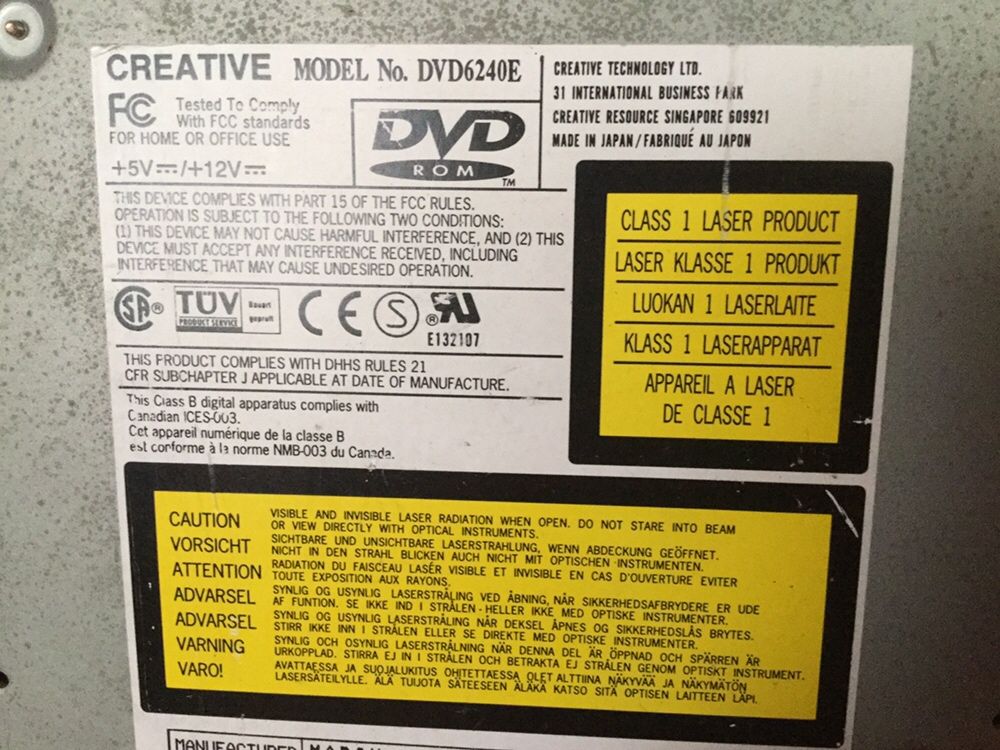 CREATIVE MODEL No. DVD6240E
FC Tested To Comply
With FCC standards
FOR HOME OR OFFICE USE
+5V⎓/+12V⎓
DVD
ROM
TM
CREATIVE TECHNOLOGY LTD.
31 INTERNATIONAL BUSINESS PARK
CREATIVE RESOURCE SINGAPORE 609921
MADE IN JAPAN/FABRIQUÉ AU JAPON
THIS DEVICE COMPLIES WITH PART 15 OF THE FCC RULES.
OPERATION IS SUBJECT TO THE FOLLOWING TWO CONDITIONS:
(1) THIS DEVICE MAY NOT CAUSE HARMFUL INTERFERENCE, AND (2) THIS
DEVICE MUST ACCEPT ANY INTERFERENCE RECEIVED, INCLUDING
INTERFERENCE THAT MAY CAUSE UNDESIRED OPERATION.
SA® TÜV PRODUCT SERVICE Bauart geprüft CE S ®UL
E132107
THIS PRODUCT COMPLIES WITH DHHS RULES 21
CFR SUBCHAPTER J APPLICABLE AT DATE OF MANUFACTURE.
This Class B digital apparatus complies with
Canadian ICES-003.
Cet appareil numérique de la classe B
est conforme à la norme NMB-003 du Canada.
CLASS 1 LASER PRODUCT
LASER KLASSE 1 PRODUKT
LUOKAN 1 LASERLAITE
KLASS 1 LASERAPPARAT
APPAREIL A LASER
DE CLASSE 1
CAUTION VISIBLE AND INVISIBLE LASER RADIATION WHEN OPEN. DO NOT STARE INTO BEAM
OR VIEW DIRECTLY WITH OPTICAL INSTRUMENTS.
VORSICHT SICHTBARE UND UNSICHTBARE LASERSTRAHLUNG, WENN ABDECKUNG GEÖFFNET.
NICHT IN DEN STRAHL BLICKEN AUCH NICHT MIT OPTISCHEN INSTRUMENTEN.
ATTENTION RADIATION DU FAISCEAU LASÉR VISIBLE ET INVISIBLE EN CAS D'OUVERTURE EVITER
TOUTE EXPOSITION AUX RAYONS.
ADVARSEL SYNLIG OG USYNLIG LASERSTRÅLING VED ÅBNING, NÅR SIKKERHEDSAFBRYDERE ER UDE
AF FUNTION. SE IKKE IND I STRÅLEN-HELLER IKKE MED OPTISKE INSTRUMENTER.
ADVARSEL SYNLIG OG USYNLIG LASERSTRÅLING NÅR DEKSEL ÅPNES OG SIKKERHEDSLÅS BRYTES.
STIRR IKKE INN I STRÅLEN ELLER SE DIREKTE MED OPTISKE INSTRUMENTER.
VARNING SYNLIG OCH OSYNLIG LASERSTRÅLNING NÄR DENNA DEL ÄR ÖPPNAD OCH SPÄRREN ÄR
URKOPPLAD. STIRRA EJ IN I STRÅLEN OCH BETRAKTA EJ STRÅLEN GENOM OPTISKT INSTRUMENT.
VARO! AVATTAESSA JA SUOJALUKITUS OHITETTAESSA OLET ALTTIINA NÄKYVÄÄ JA NÄKYMÄTÖN
LASERSÄTEILYLLE. ÄLÄ TUIJOTA SÄTEESEEN ÄLÄKÄ KATSO SITÄ OPTISEN LAITTEEN LÄPI.
MANUFACTURED